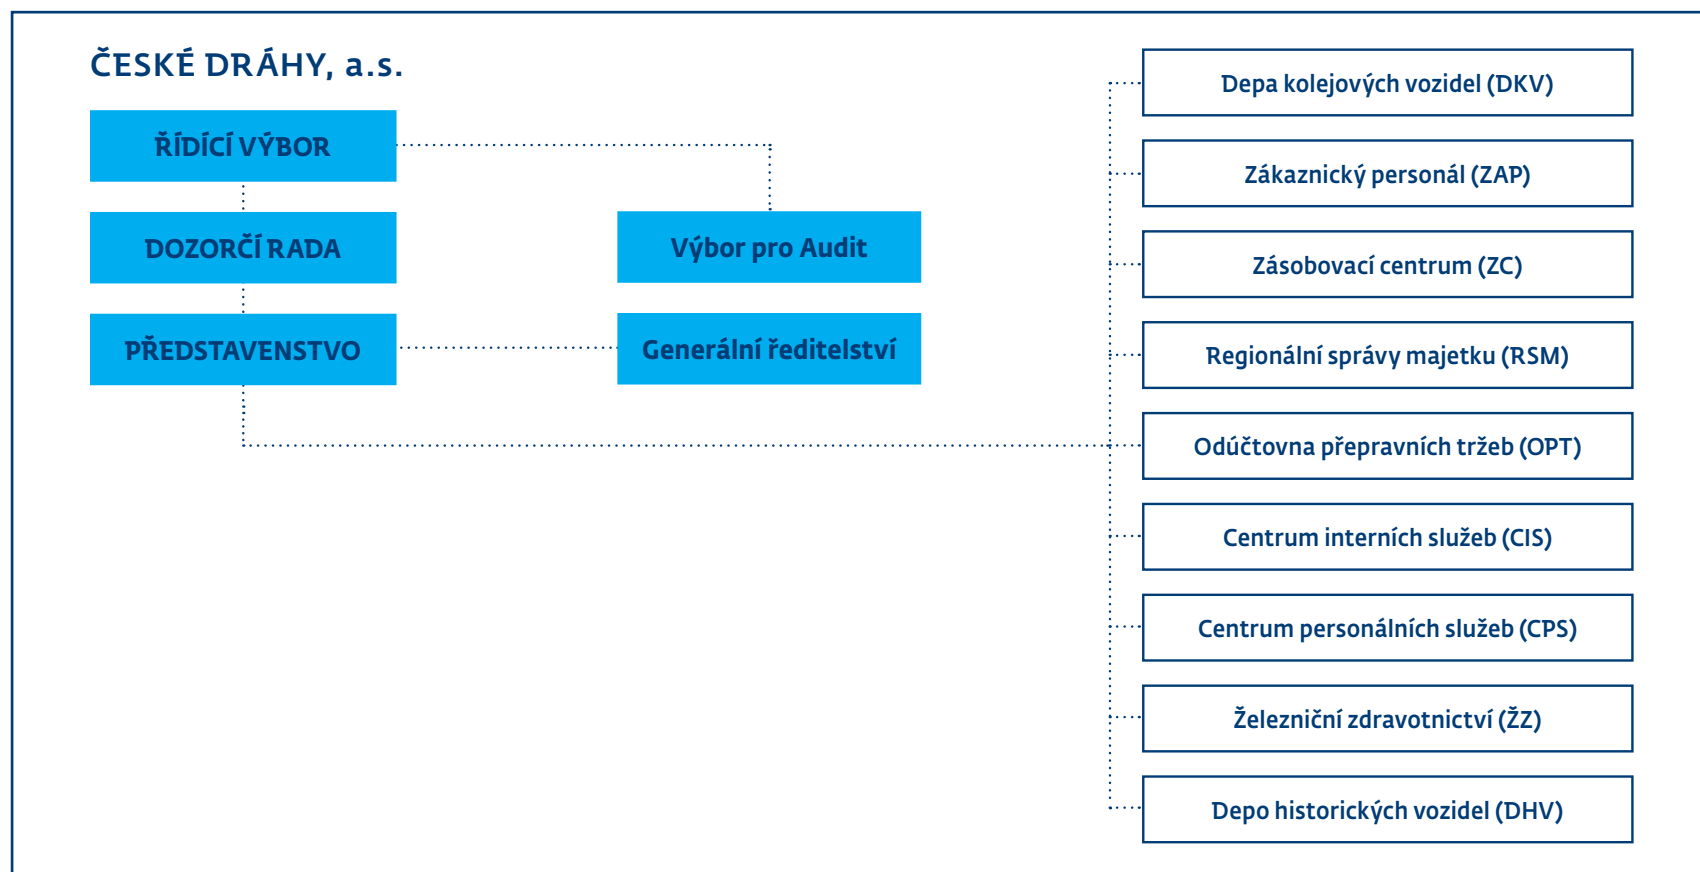 ČESKÉ DRÁHY, a.s.
ŘÍDÍCÍ VÝBOR
DOZORČÍ RADA
Výbor pro Audit
PŘEDSTAVENSTVO
Generální ředitelství
Depa kolejových vozidel (DKV)
Zákaznický personál (ZAP)
Zásobovací centrum (ZC)
Regionální správy majetku (RSM)
Odúčtovna přepravních tržeb (OPT)
Centrum interních služeb (CIS)
Centrum personálních služeb (CPS)
Železniční zdravotnictví (ŽZ)
Depo historických vozidel (DHV)